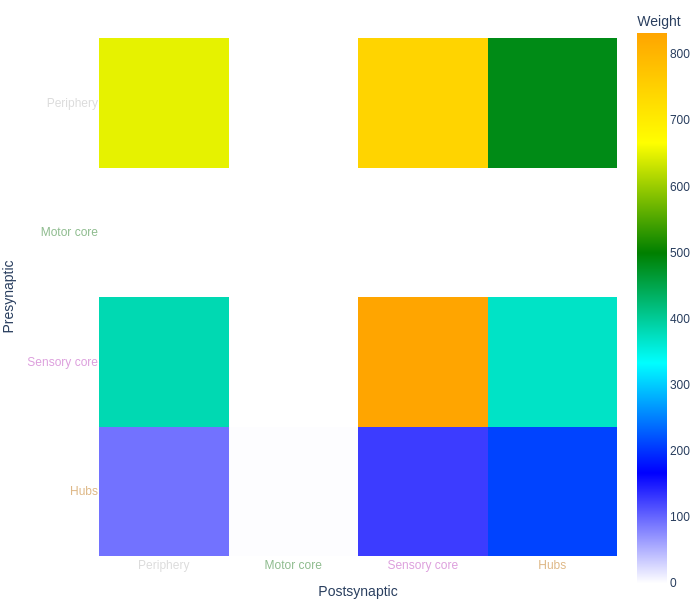 Weight
800
700
600
500
400
300
200
100
0
Presynaptic
Periphery
Motor core
Sensory core
Hubs
Periphery
Motor core
Sensory core
Hubs
Postsynaptic